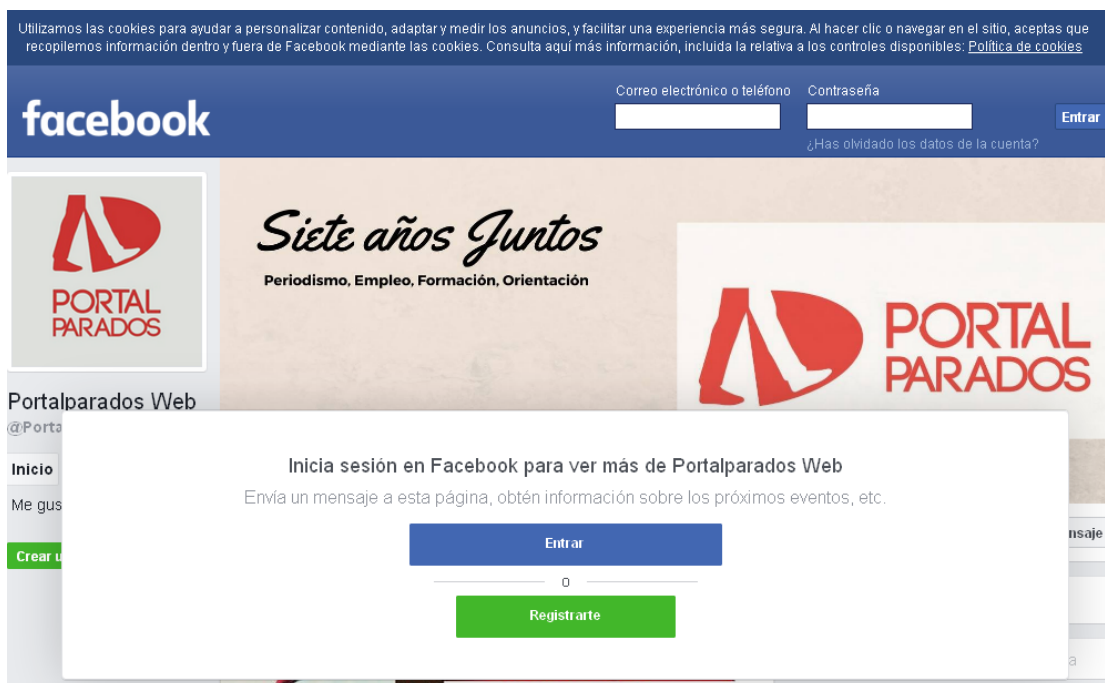 Utilizamos las cookies para ayudar a personalizar contenido, adaptar y medir los anuncios, y facilitar una experiencia más segura. Al hacer clic o navegar en el sitio, aceptas que
recopilemos información dentro y fuera de Facebook mediante las cookies. Consulta aquí más información, incluida la relativa a los controles disponibles: Política de cookies
facebook
Correo electrónico o teléfono
Contraseña
Entrar
¿Has olvidado los datos de la cuenta?
PORTAL
PARADOS
Siete años Juntos
Periodismo, Empleo, Formación, Orientación
PORTAL
PARADOS
Portalparados Web
@Porta
Inicio
Me gus
Crear u
Inicia sesión en Facebook para ver más de Portalparados Web
Envía un mensaje a esta página, obtén información sobre los próximos eventos, etc.
Entrar
o
Registrarte
nsaje
a